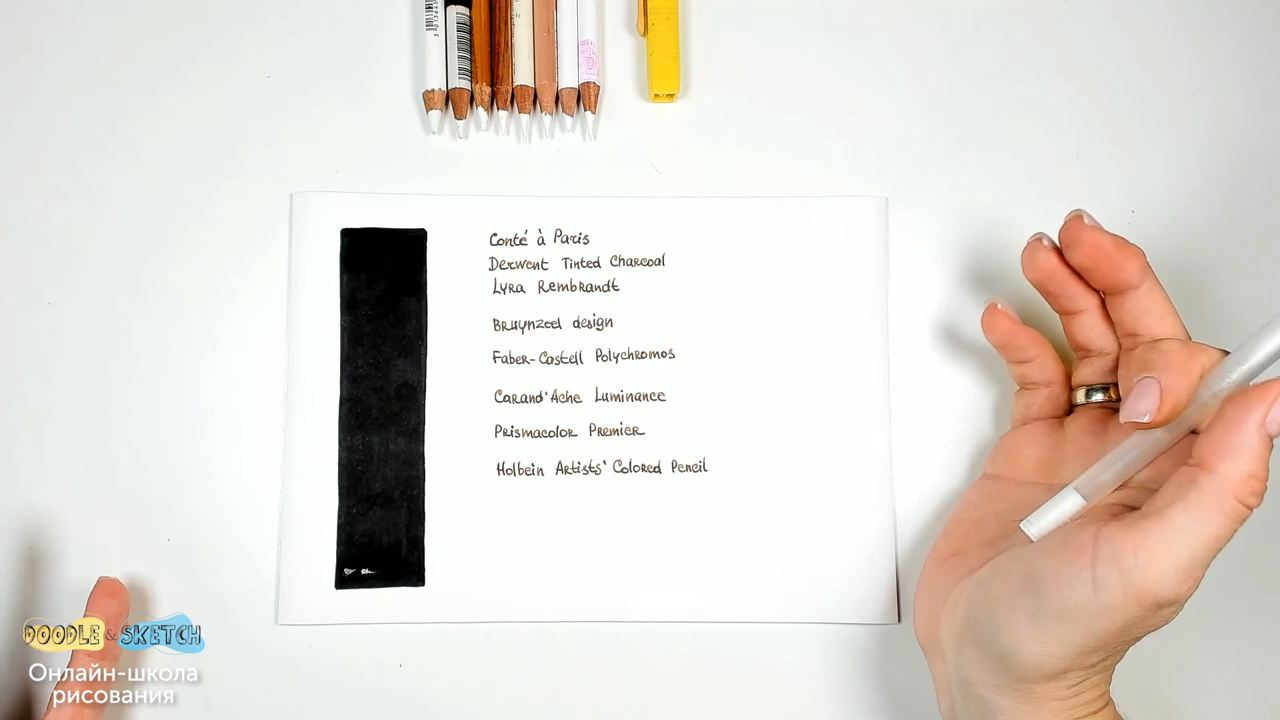 Conté à Paris
Derwent Tinted Charcoal
Lyra Rembrandt
Bruynzeel design
Faber-Castell Polychromos
Carand'Ache Luminance
Prismacolor Premier
Holbein Artists' Colored Pencil
DOODLE & SKETCH
Онлайн-школа
рисования